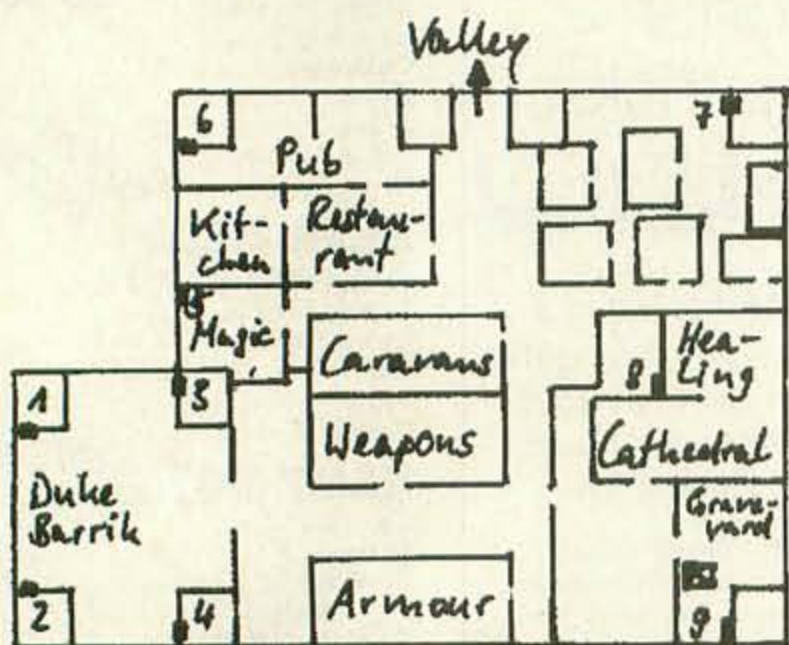 Valley
6
7
Pub
Kit-
chen
Restau-
rant
5
Magic
Caravans
Hea-
ling
8
1
3
Weapons
Cathedral
Duke
Barrik
Grave-
yard
2
4
Armour
9